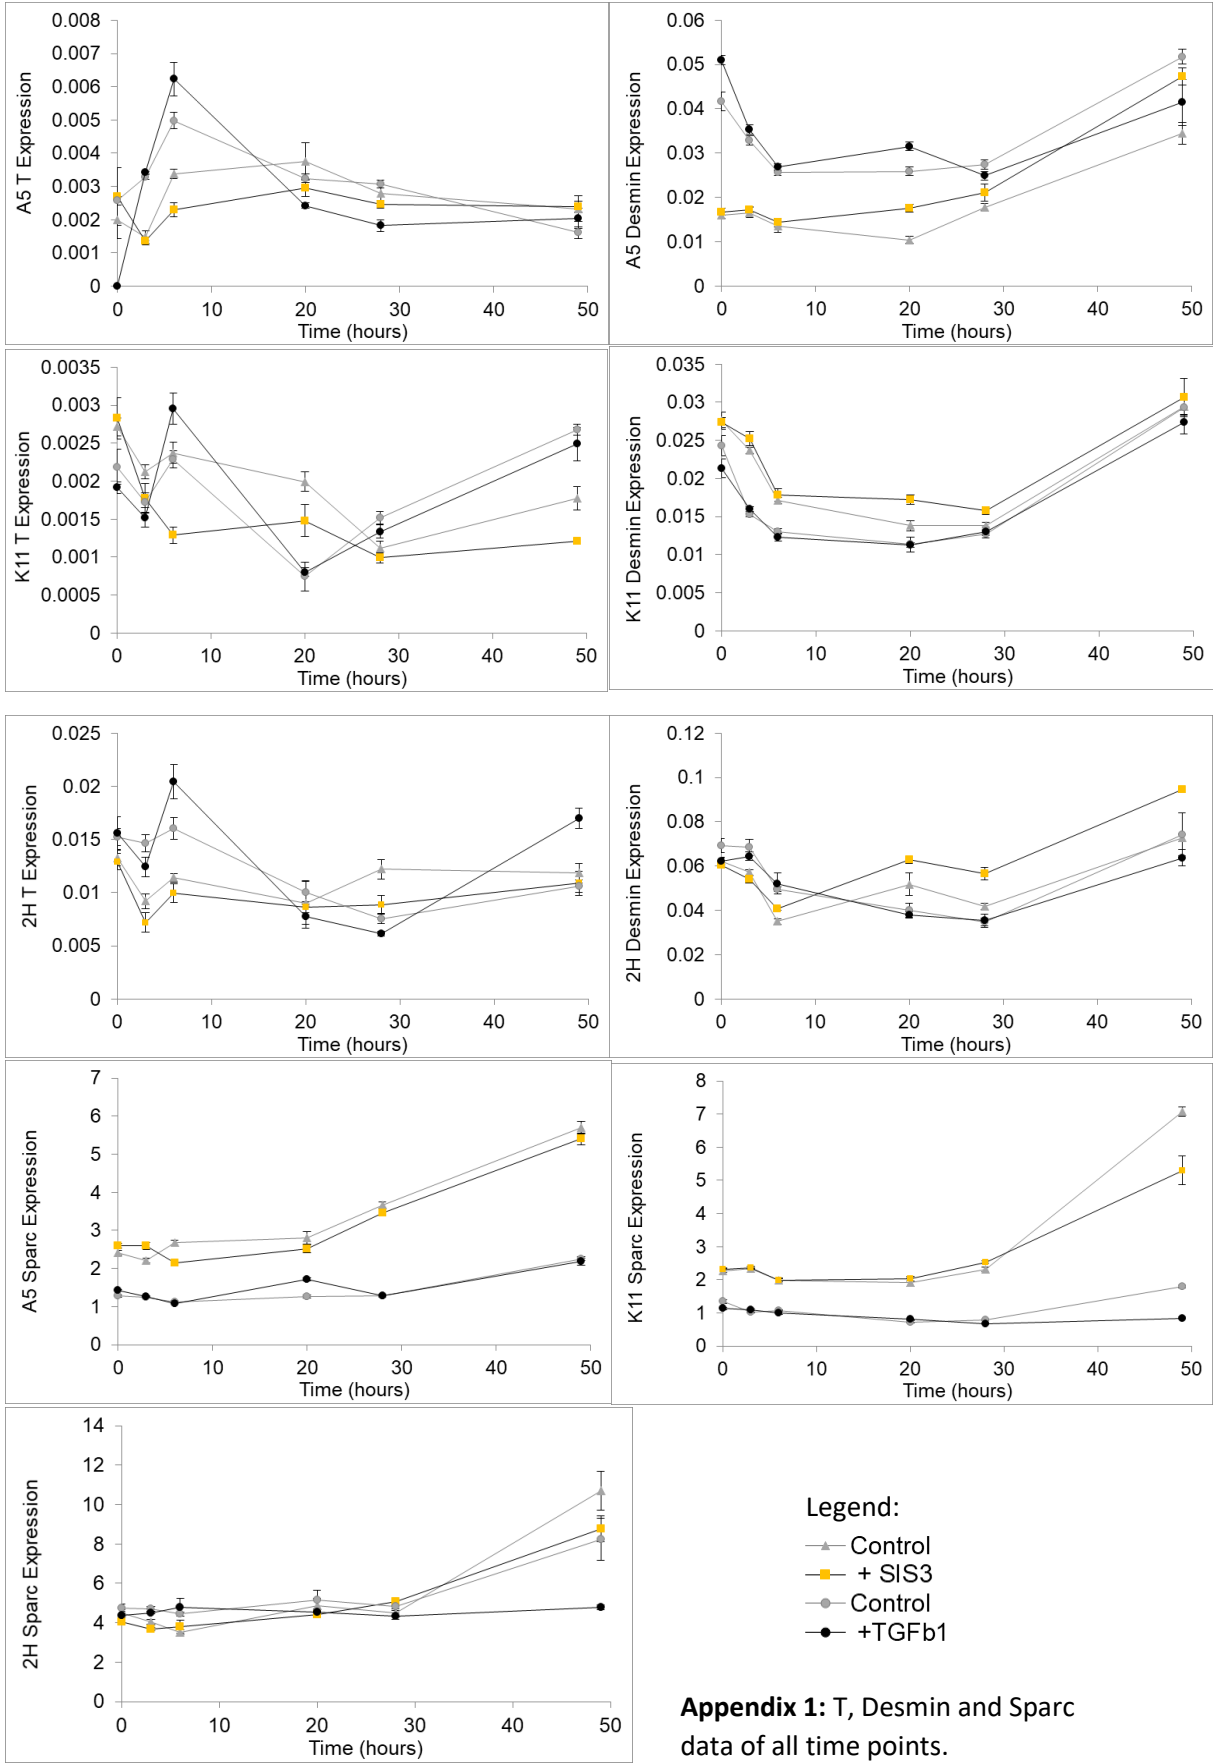 A5 T Expression
0.008
0.007
0.006
0.005
0.004
0.003
0.002
0.001
0
0 10 20 30 40 50
Time (hours)
A5 Desmin Expression
0.06
0.05
0.04
0.03
0.02
0.01
0
0 10 20 30 40 50
Time (hours)
K11 T Expression
0.0035
0.003
0.0025
0.002
0.0015
0.001
0.0005
0
0 10 20 30 40 50
Time (hours)
K11 Desmin Expression
0.035
0.03
0.025
0.02
0.015
0.01
0.005
0
0 10 20 30 40 50
Time (hours)
2H T Expression
0.025
0.02
0.015
0.01
0.005
0
0 10 20 30 40 50
Time (hours)
2H Desmin Expression
0.12
0.1
0.08
0.06
0.04
0.02
0
0 10 20 30 40 50
Time (hours)
A5 Sparc Expression
7
6
5
4
3
2
1
0
0 10 20 30 40 50
Time (hours)
K11 Sparc Expression
8
7
6
5
4
3
2
1
0
0 10 20 30 40 50
Time (hours)
2H Sparc Expression
14
12
10
8
6
4
2
0
0 10 20 30 40 50
Time (hours)
Legend:
Control
+ SIS3
Control
+TGFb1
Appendix 1: T, Desmin and Sparc
data of all time points.